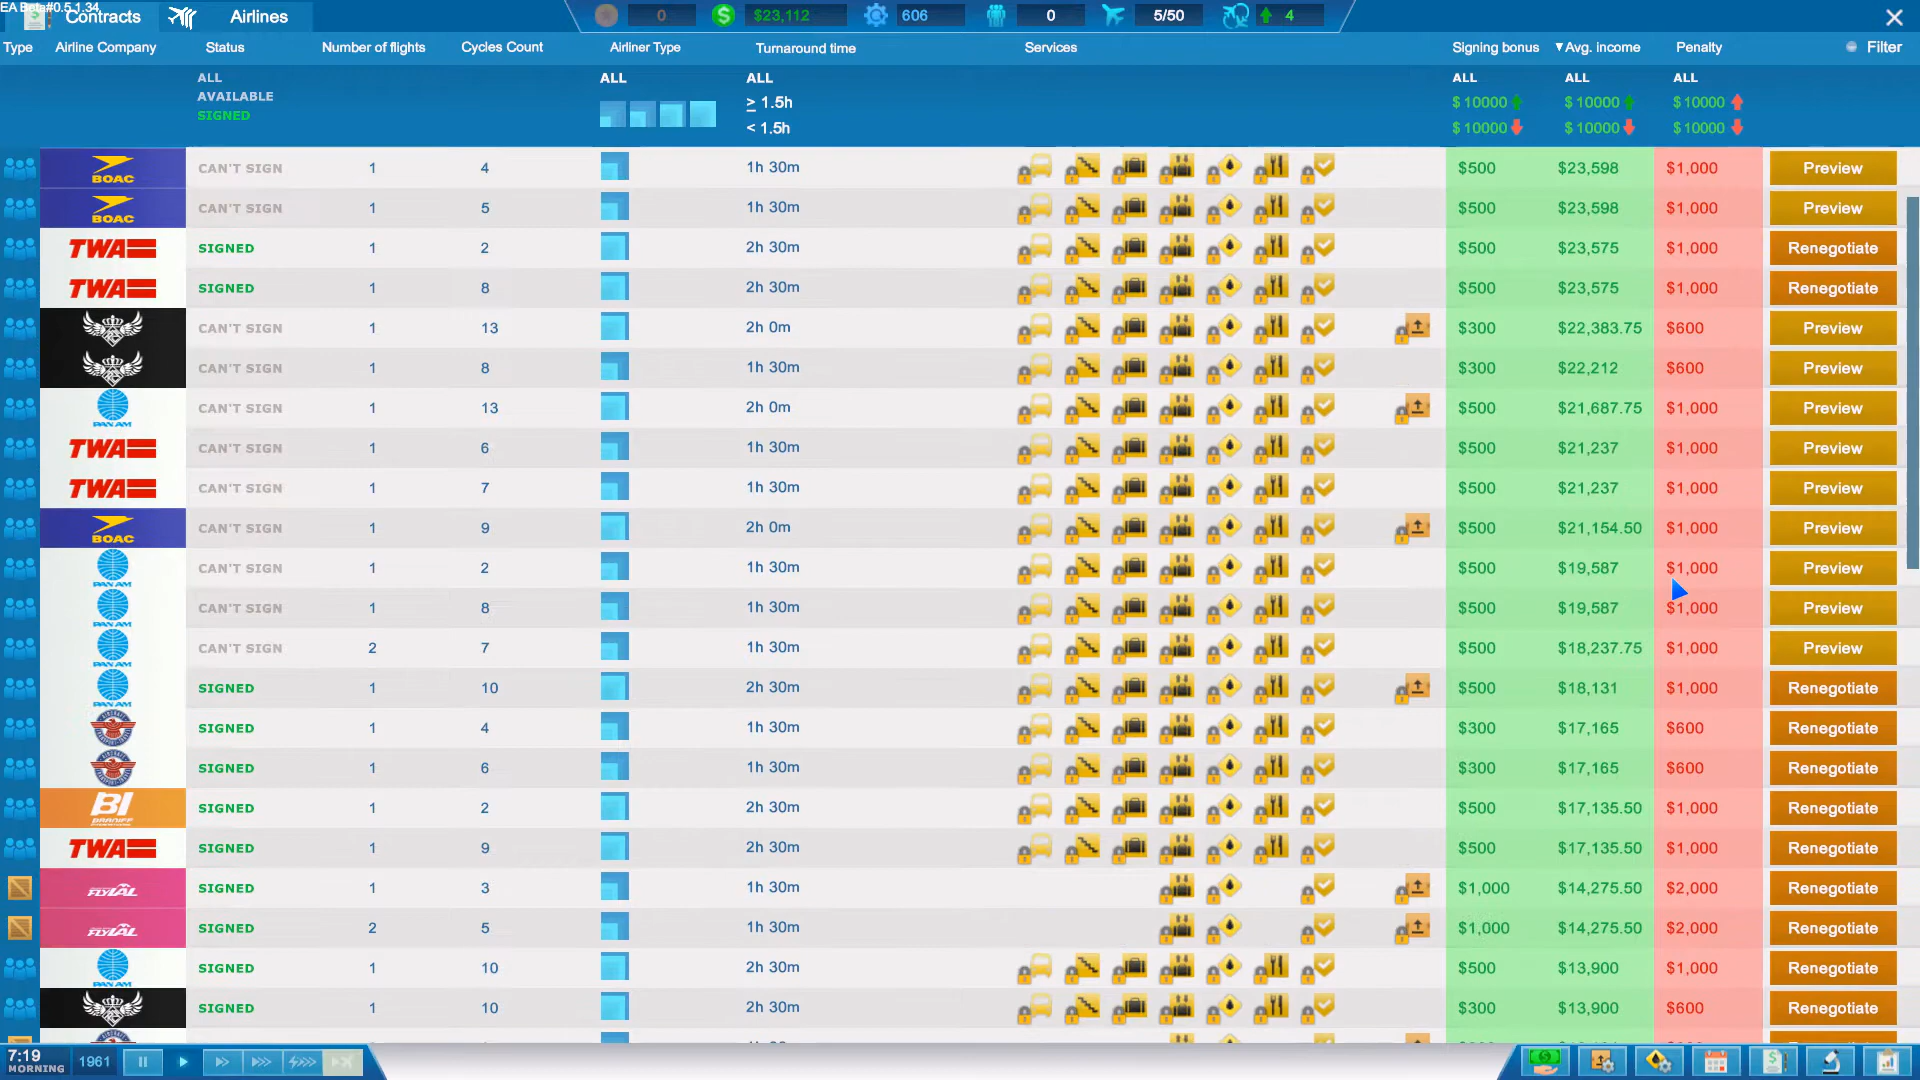 EA Beta#0.5.1.34
Contracts Airlines 0 $23,112 606 0 5/50 4
Type Airline Company Status Number of flights Cycles Count Airliner Type Turnaround time Services Signing bonus ▼Avg. income Penalty Filter
ALL ALL ALL ALL ALL ALL
AVAILABLE ≥ 1.5h $ 10000 $ 10000 $ 10000
SIGNED < 1.5h $ 10000 $ 10000 $ 10000
BOAC CAN'T SIGN 1 4 1h 30m $500 $23,598 $1,000 Preview
BOAC CAN'T SIGN 1 5 1h 30m $500 $23,598 $1,000 Preview
TWA SIGNED 1 2 2h 30m $500 $23,575 $1,000 Renegotiate
TWA SIGNED 1 8 2h 30m $500 $23,575 $1,000 Renegotiate
CAN'T SIGN 1 13 2h 0m $300 $22,383.75 $600 Preview
CAN'T SIGN 1 8 1h 30m $300 $22,212 $600 Preview
PAN AM CAN'T SIGN 1 13 2h 0m $500 $21,687.75 $1,000 Preview
TWA CAN'T SIGN 1 6 1h 30m $500 $21,237 $1,000 Preview
TWA CAN'T SIGN 1 7 1h 30m $500 $21,237 $1,000 Preview
BOAC CAN'T SIGN 1 9 2h 0m $500 $21,154.50 $1,000 Preview
PAN AM CAN'T SIGN 1 2 1h 30m $500 $19,587 $1,000 Preview
PAN AM CAN'T SIGN 1 8 1h 30m $500 $19,587 $1,000 Preview
PAN AM CAN'T SIGN 2 7 1h 30m $500 $18,237.75 $1,000 Preview
PAN AM SIGNED 1 10 2h 30m $500 $18,131 $1,000 Renegotiate
SIGNED 1 4 1h 30m $300 $17,165 $600 Renegotiate
SIGNED 1 6 1h 30m $300 $17,165 $600 Renegotiate
BI BRANIFF SIGNED 1 2 2h 30m $500 $17,135.50 $1,000 Renegotiate
TWA SIGNED 1 9 2h 30m $500 $17,135.50 $1,000 Renegotiate
FLYLAL SIGNED 1 3 1h 30m $1,000 $14,275.50 $2,000 Renegotiate
FLYLAL SIGNED 2 5 1h 30m $1,000 $14,275.50 $2,000 Renegotiate
PAN AM SIGNED 1 10 2h 30m $500 $13,900 $1,000 Renegotiate
SIGNED 1 10 2h 30m $300 $13,900 $600 Renegotiate
7:19 MORNING 1961